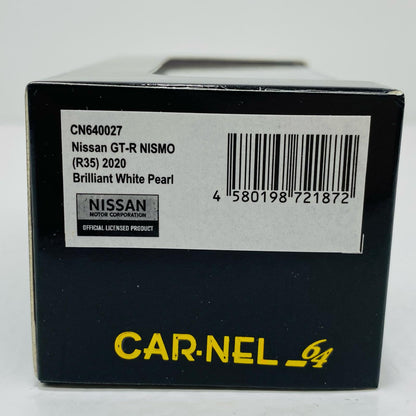 CN640027
Nissan GT-R NISMO
(R35) 2020
Brilliant White Pearl
4 580198 721872
NISSAN
MOTOR CORPORATION
OFFICIAL LICENSED PRODUCT
CAR·NEL 64